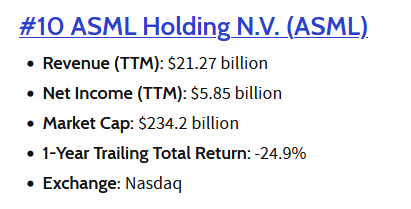 #10 ASML Holding N.V. (ASML)
• Revenue (TTM): $21.27 billion
• Net Income (TTM): $5.85 billion
• Market Cap: $234.2 billion
• 1-Year Trailing Total Return: -24.9%
• Exchange: Nasdaq